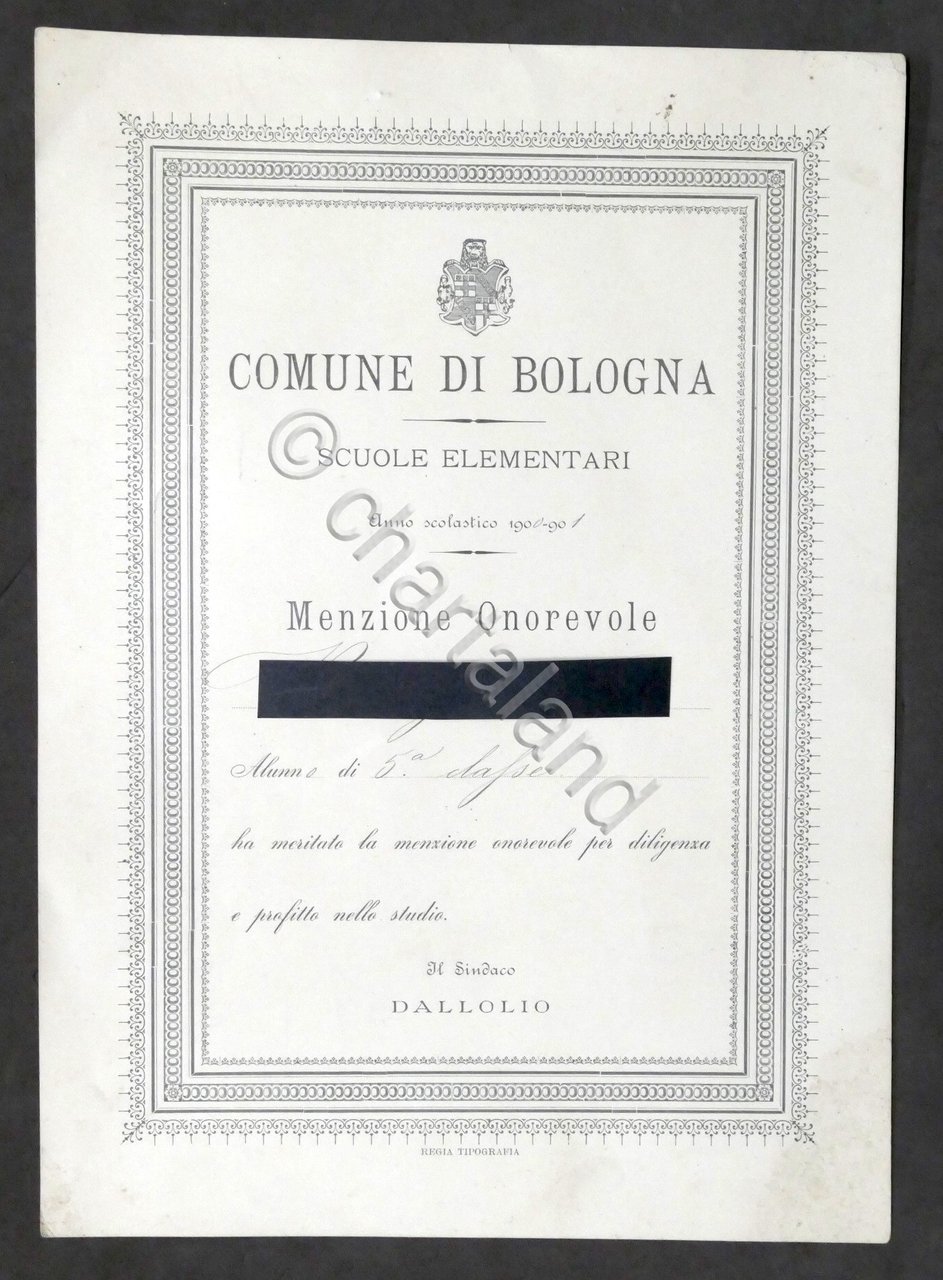 COMUNE DI BOLOGNA
SCUOLE ELEMENTARI
Anno scolastico 1900-901
Menzione Onorevole
Alunno di 5.ª classe
ha meritato la menzione onorevole per diligenza
e profitto nello studio.
Il Sindaco
DALLOLIO
REGIA TIPOGRAFIA
© chartaland